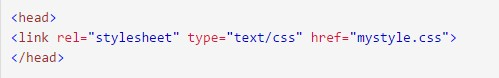 <head>
<link rel="stylesheet" type="text/css" href="mystyle.css">
</head>